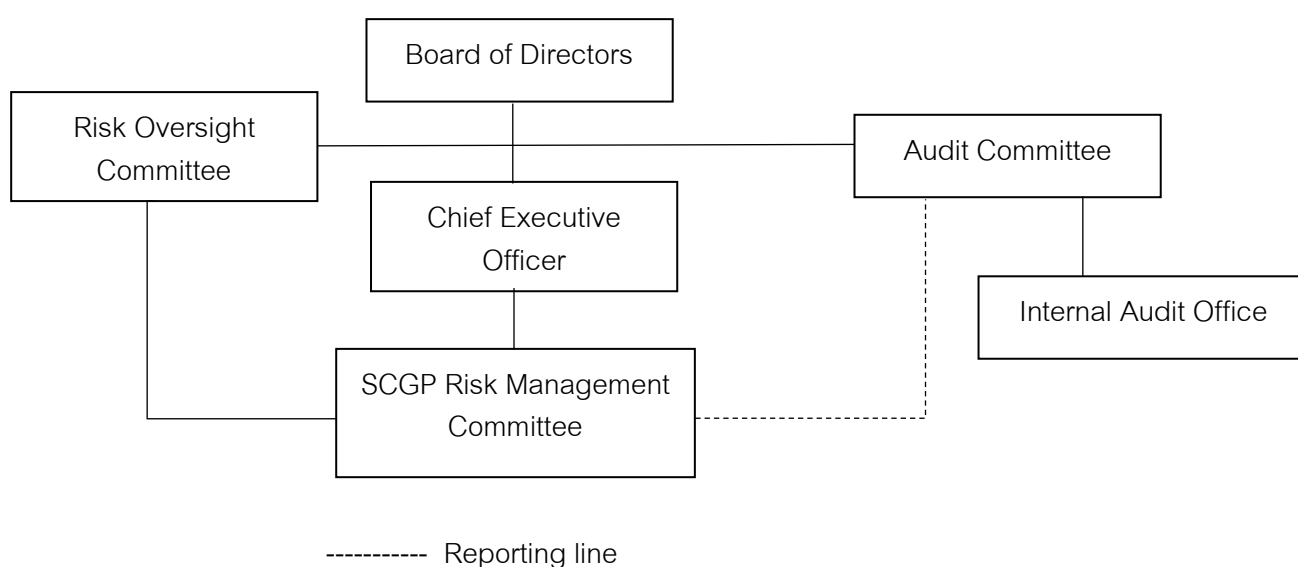 Board of Directors
Risk Oversight
Committee
Audit Committee
Chief Executive
Officer
Internal Audit Office
SCGP Risk Management
Committee
Reporting line